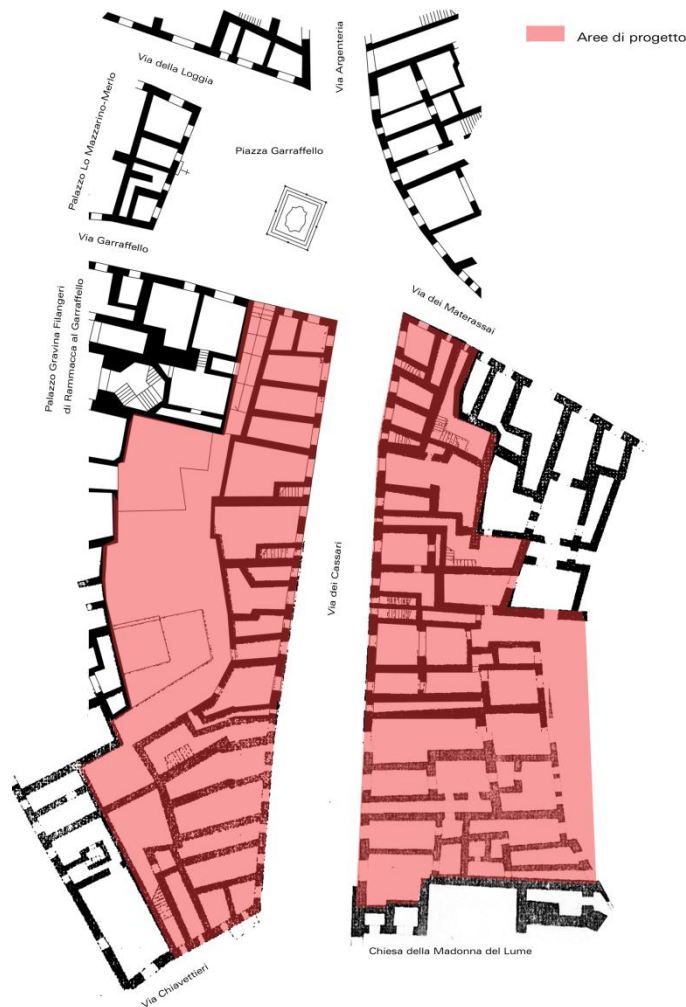 Aree di progetto
Via della Loggia
Via Argenteria
Palazzo Lo Mazzarino-Merlo
Piazza Garraffello
Via Garraffello
Via dei Materassai
Palazzo Gravina Filangeri
di Rammacca al Garraffello
Via dei Cassari
Chiesa della Madonna del Lume
Via Chiavettieri